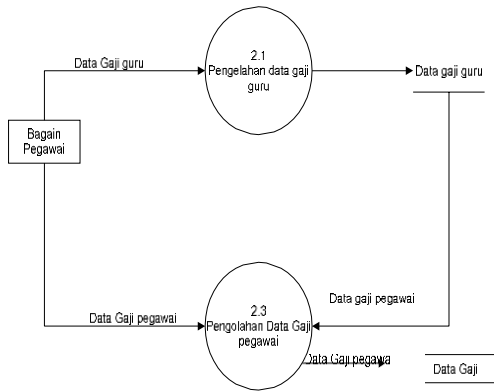 2.1
Data Gaji guru
Pengelahan data gaji
guru
Data gaji guru
Bagain
Pegawai
2.3
Data Gaji pegawai
Pengolahan Data Gaji
pegawai
Data gaji pegawai
Data Gaji pegawa
Data Gaji